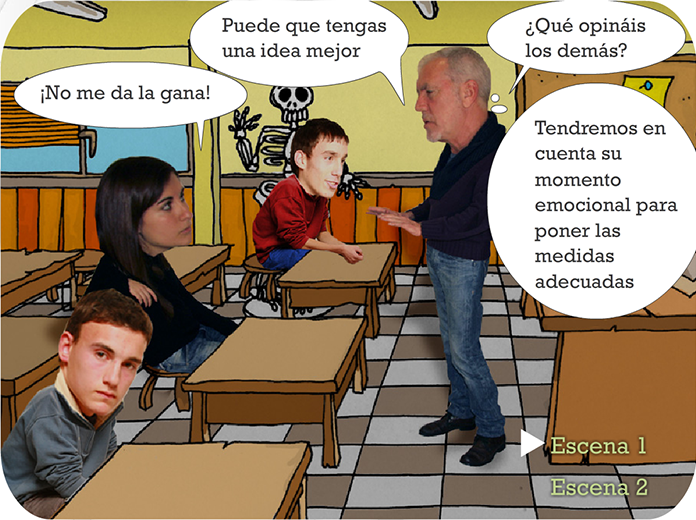 ¡No me da la gana!
Puede que tengas
una idea mejor
¿Qué opináis
los demás?
Tendremos en
cuenta su
momento
emocional para
poner las
medidas
adecuadas
Escena 1
Escena 2